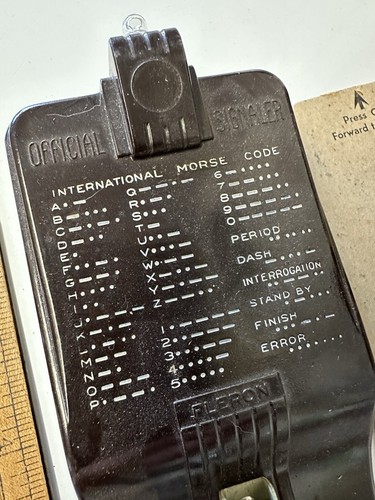 OFFICIAL SIGNALER
INTERNATIONAL MORSE CODE
A
B
C
D
E
F
G
H
I
J
K
L
M
N
O
P
Q
R
S
T
U
V
W
X
Y
Z
1
2
3
4
5
6
7
8
9
0
PERIOD
DASH
INTERROGATION
STAND BY
FINISH
ERROR
FLERON
Press
Forward